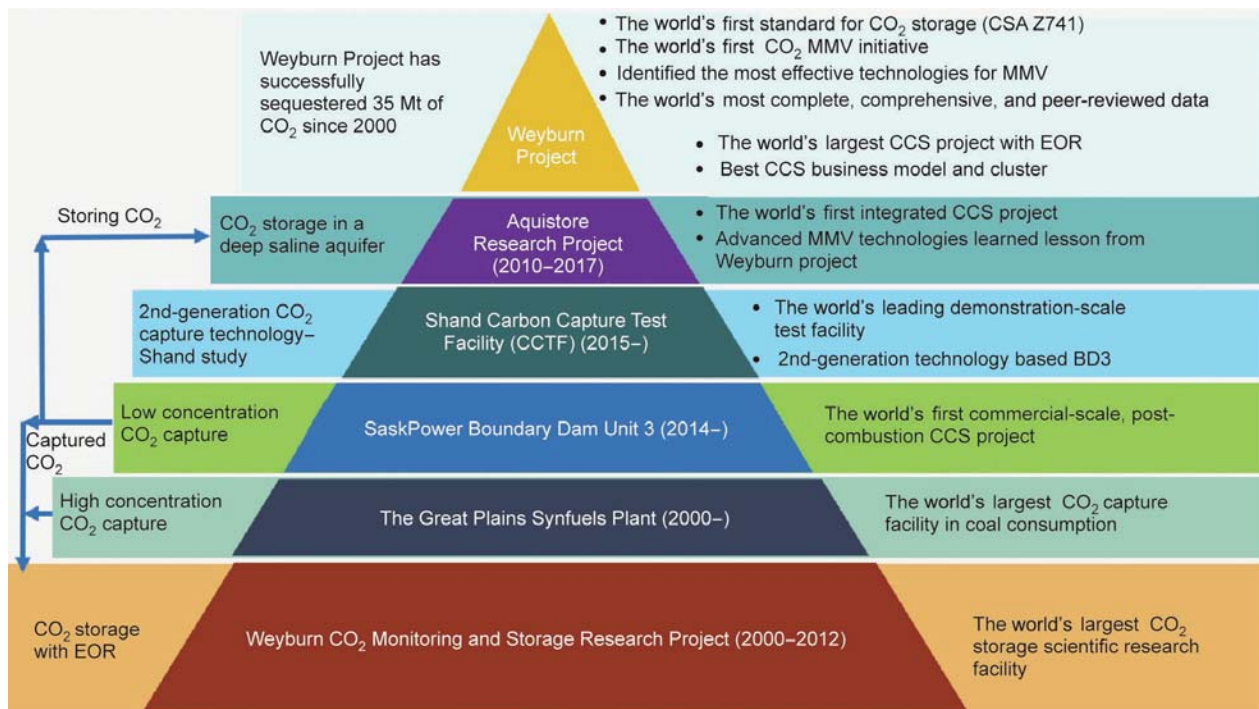 Weyburn Project has
successfully
sequestered 35 Mt of
CO₂ since 2000
Weyburn
Project
• The world's first standard for CO₂ storage (CSA Z741)
• The world's first CO₂ MMV initiative
• Identified the most effective technologies for MMV
• The world's most complete, comprehensive, and peer-reviewed data
• The world's largest CCS project with EOR
• Best CCS business model and cluster
Storing CO₂
CO₂ storage in a
deep saline aquifer
Aquistore
Research Project
(2010–2017)
• The world's first integrated CCS project
• Advanced MMV technologies learned lesson from
Weyburn project
2nd-generation CO₂
capture technology–
Shand study
Shand Carbon Capture Test
Facility (CCTF) (2015–)
• The world's leading demonstration-scale
test facility
• 2nd-generation technology based BD3
Captured
CO₂
Low concentration
CO₂ capture
SaskPower Boundary Dam Unit 3 (2014–)
The world's first commercial-scale, post-
combustion CCS project
High concentration
CO₂ capture
The Great Plains Synfuels Plant (2000–)
The world's largest CO₂ capture
facility in coal consumption
CO₂ storage
with EOR
Weyburn CO₂ Monitoring and Storage Research Project (2000–2012)
The world's largest CO₂
storage scientific research
facility